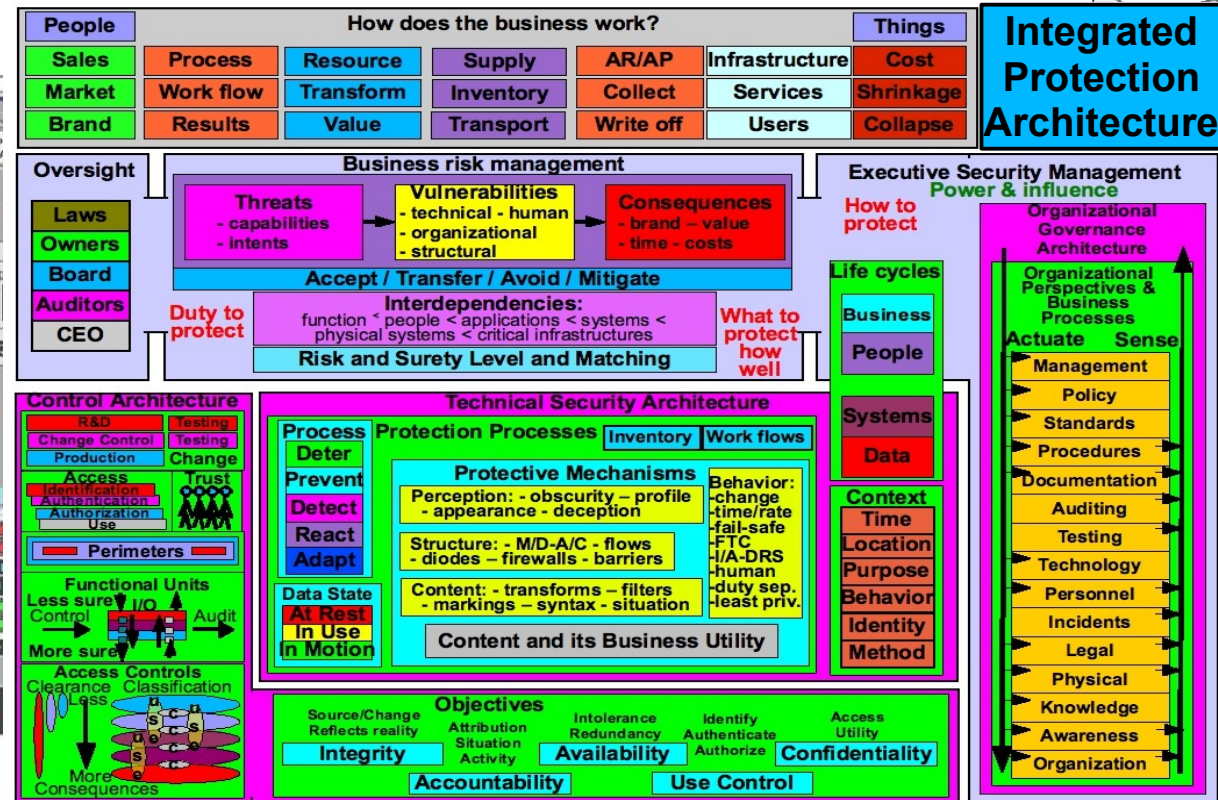 Integrated
Protection
Architecture
People
How does the business work?
Things
Sales Process Resource Supply AR/AP Infrastructure Cost
Market Work flow Transform Inventory Collect Services Shrinkage
Brand Results Value Transport Write off Users Collapse
Oversight
Laws
Owners
Board
Auditors
CEO
Business risk management
Threats
- capabilities
- intents
Vulnerabilities
- technical - human
- organizational
- structural
Consequences
- brand – value
- time - costs
Accept / Transfer / Avoid / Mitigate
Duty to
protect
Interdependencies:
function < people < applications < systems <
physical systems < critical infrastructures
Risk and Surety Level and Matching
What to
protect
how
well
Executive Security Management
Power & influence
How to
protect
Life cycles
Business
People
Systems
Data
Context
Time
Location
Purpose
Behavior
Identity
Method
Organizational
Governance
Architecture
Organizational
Perspectives &
Business
Processes
Actuate Sense
Management
Policy
Standards
Procedures
Documentation
Auditing
Testing
Technology
Personnel
Incidents
Legal
Physical
Knowledge
Awareness
Organization
Control Architecture
R&D Testing
Change Control Testing
Production Change
Access Trust
Identification
Authentication
Authorization
Use
Perimeters
Functional Units
Less sure I/O
Control Audit
More sure
Access Controls
Clearance Classification
Less
More
Consequences
u s e
u s e
u s e
c c c c
Technical Security Architecture
Process
Deter
Prevent
Detect
React
Adapt
Data State
At Rest
In Use
In Motion
Protection Processes Inventory Work flows
Protective Mechanisms
Perception: - obscurity – profile
- appearance - deception
Structure: - M/D-A/C - flows
- diodes – firewalls - barriers
Content: - transforms – filters
- markings – syntax - situation
Content and its Business Utility
Behavior:
-change
-time/rate
-fail-safe
-FTC
-I/A-DRS
-human
-duty sep.
-least priv.
Objectives
Source/Change
Reflects reality
Integrity
Attribution
Situation
Activity
Accountability
Intolerance
Redundancy
Availability
Identify
Authenticate
Authorize
Use Control
Access
Utility
Confidentiality